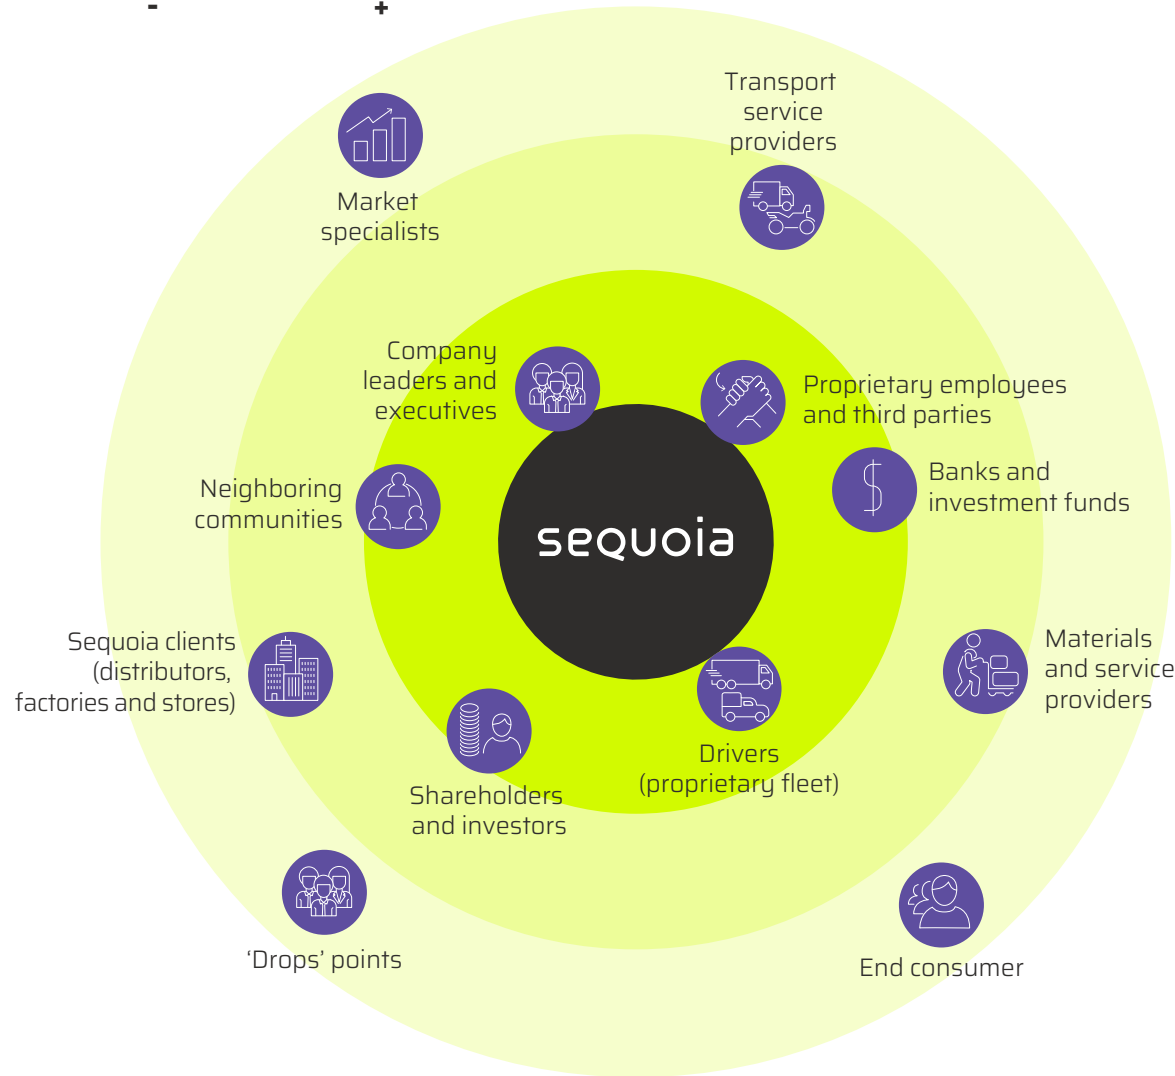 - +
Transport
service
providers
Market
specialists
Company
leaders and
executives
Proprietary employees
and third parties
Neighboring
communities
Banks and
investment funds
sequoia
Sequoia clients
(distributors,
factories and stores)
Materials
and service
providers
Shareholders
and investors
Drivers
(proprietary fleet)
‘Drops’ points
End consumer